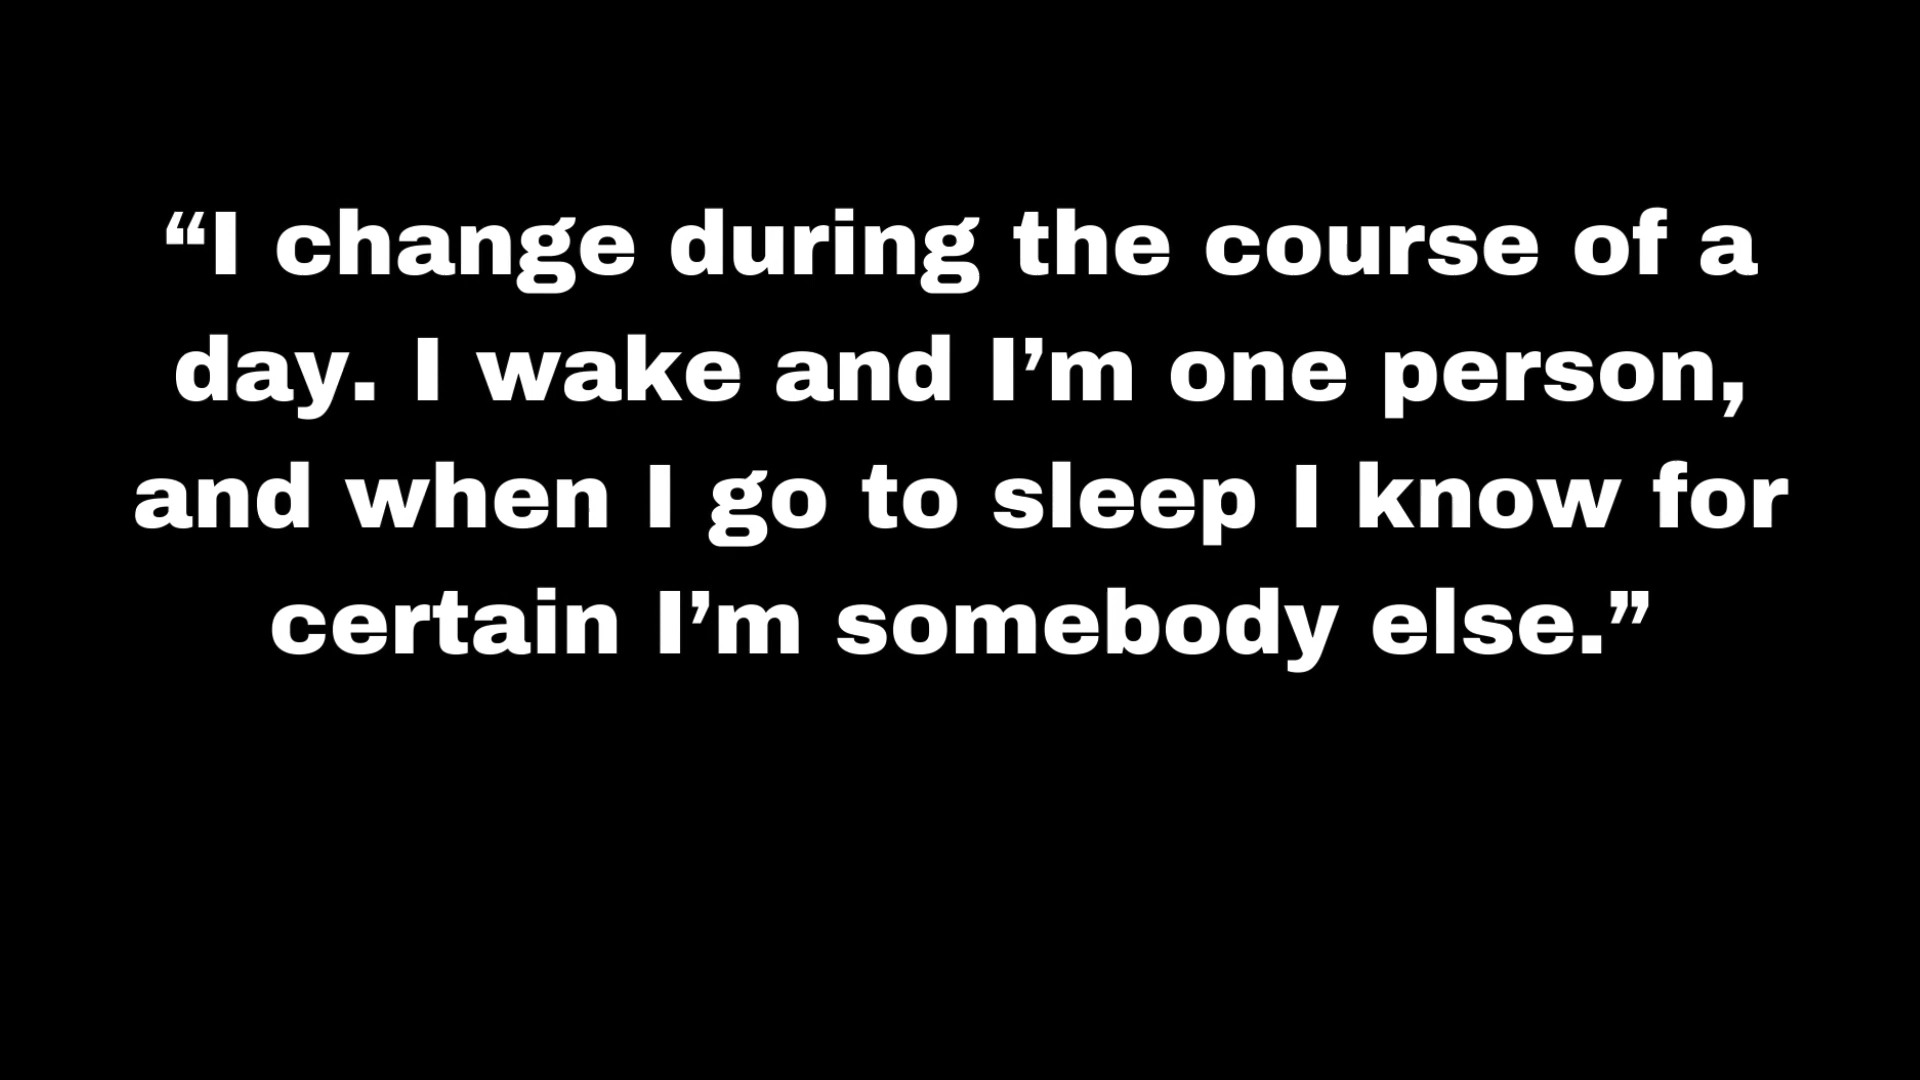 “I change during the course of a
day. I wake and I’m one person,
and when I go to sleep I know for
certain I’m somebody else.”